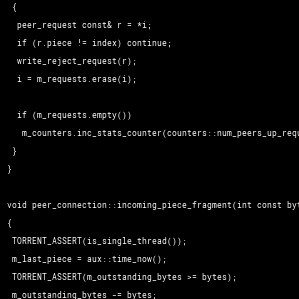 {
peer_request const& r = *i;
if (r.piece != index) continue;
write_reject_request(r);
i = m_requests.erase(i);
if (m_requests.empty())
m_counters.inc_stats_counter(counters::num_peers_up_requ
}
}
void peer_connection::incoming_piece_fragment(int const byt
{
TORRENT_ASSERT(is_single_thread());
m_last_piece = aux::time_now();
TORRENT_ASSERT(m_outstanding_bytes >= bytes);
m_outstanding_bytes -= bytes;